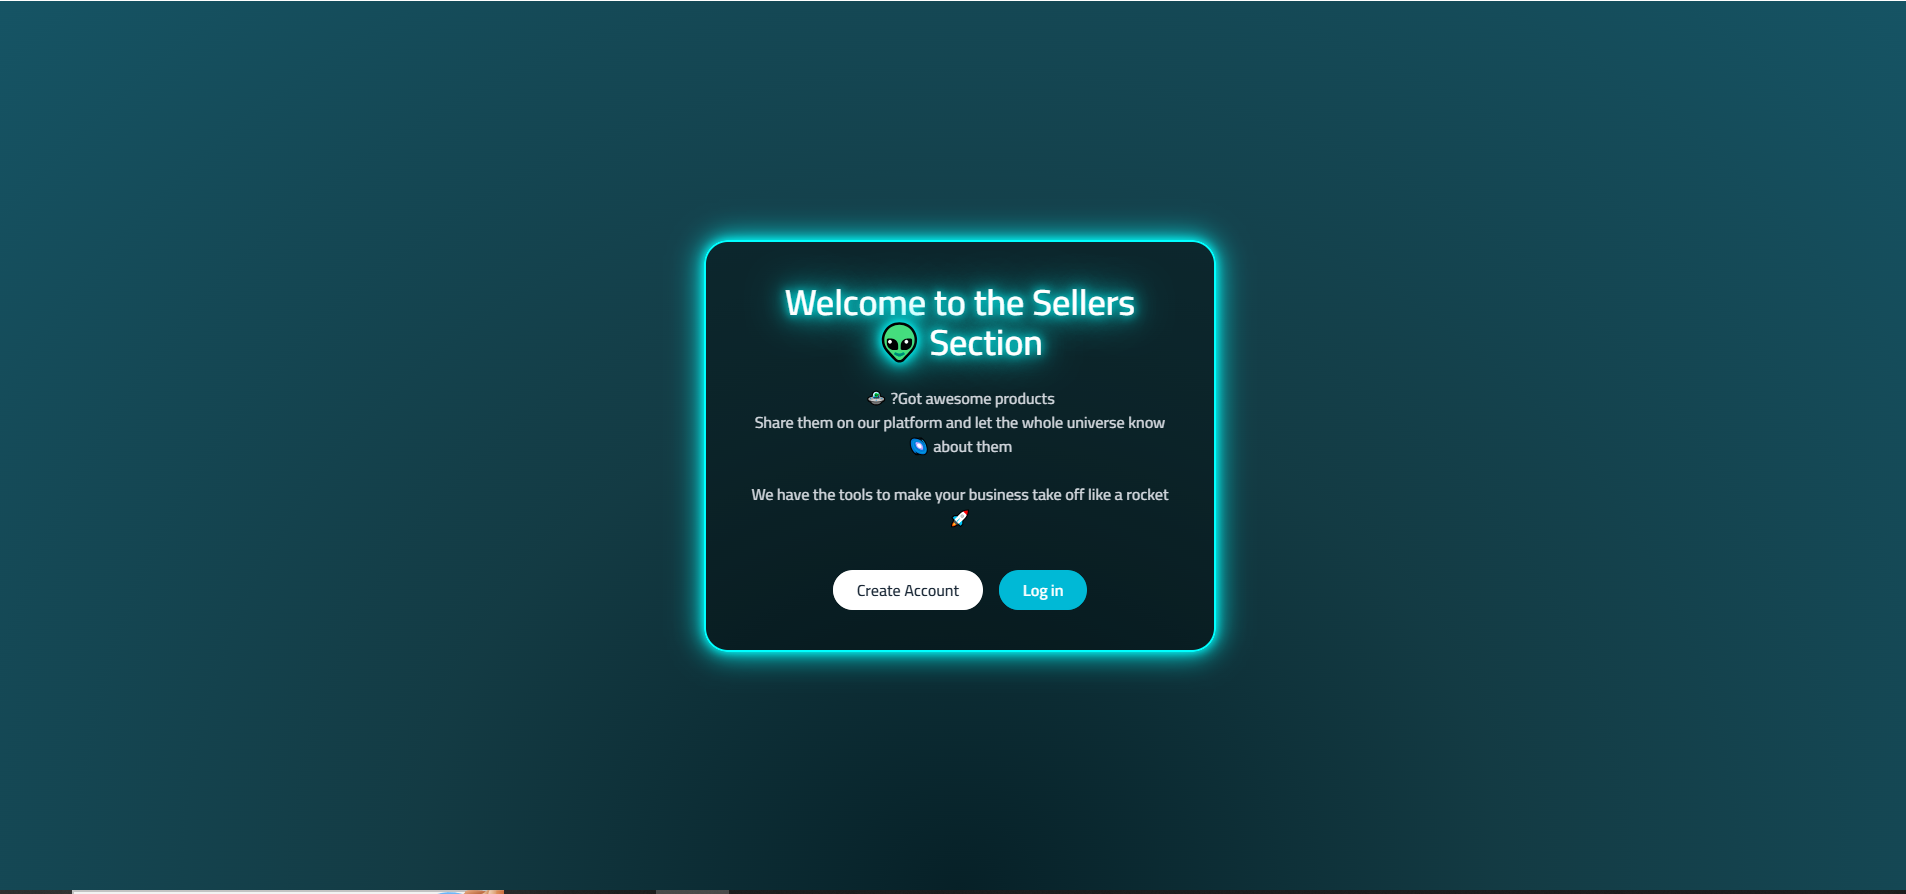 Welcome to the Sellers
👽 Section
🛸 ?Got awesome products
Share them on our platform and let the whole universe know
🌌 about them
We have the tools to make your business take off like a rocket
🚀
Create Account
Log in